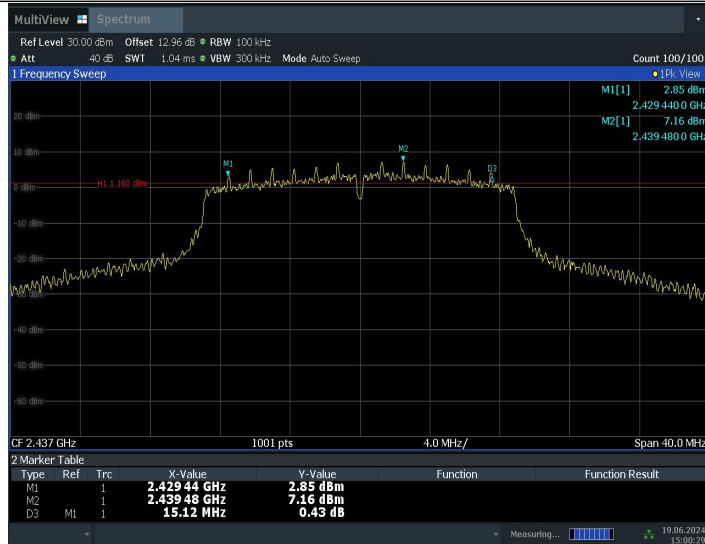 MultiView Spectrum
Ref Level 30.00 dBm Offset 12.96 dB RBW 100 kHz
Att 40 dB SWT 1.04 ms VBW 300 kHz Mode Auto Sweep Count 100/100
1 Frequency Sweep 1Pk View
M1[1] 2.85 dBm
2.429 440 0 GHz
M2[1] 7.16 dBm
2.439 480 0 GHz
20 dBm
10 dBm
M2
M1
D3
0 dBm
H1 1.160 dBm
-10 dBm
-20 dBm
-30 dBm
-40 dBm
-50 dBm
-60 dBm
CF 2.437 GHz 1001 pts 4.0 MHz/ Span 40.0 MHz
2 Marker Table
Type Ref Trc X-Value Y-Value Function Function Result
M1 1 2.429 44 GHz 2.85 dBm
M2 1 2.439 48 GHz 7.16 dBm
D3 M1 1 15.12 MHz 0.43 dB
Measuring... 19.06.2024
15:00:29